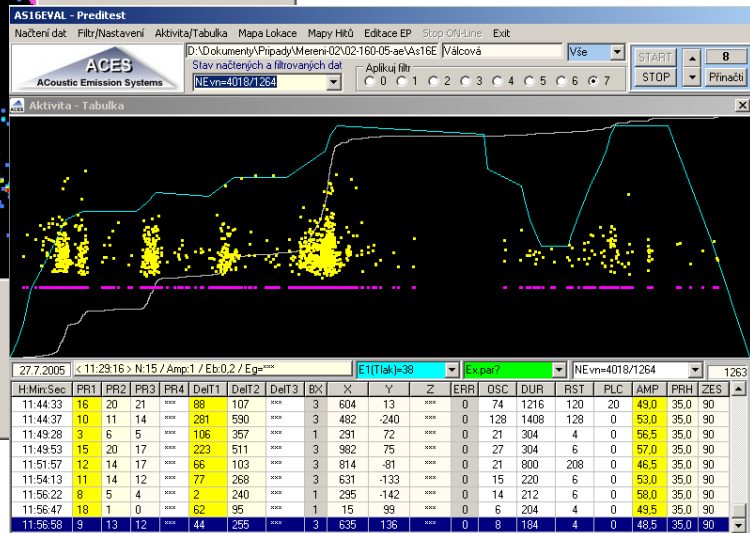 AS16EVAL - Preditest
Načtení dat Filtr/Nastavení Aktivita/Tabulka Mapa Lokace Mapy Hitů Editace EP Stop ON-Line Exit
ACES
ACoustic Emission Systems
D:\Dokumenty\Pripady\Mereni-02\02-160-05-ae\As16E Válcová Vše
Stav načtených a filtrovaných dat
NEvn=4018/1264
Aplikuj filtr
0 1 2 3 4 5 6 7
START 8
STOP Přinačti
Aktivita - Tabulka
27.7.2005 < 11:29:16 > N:15 / Amp:1 / Eb:0,2 / Eg=*** E1(Tlak)=38 Ex.par? NEvn=4018/1264 1263
H:Min:Sec PR1 PR2 PR3 PR4 DelT1 DelT2 DelT3 BX X Y Z ERR OSC DUR RST PLC AMP PRH ZES
11:44:33 16 20 21 *** 88 107 *** 3 604 13 *** 0 74 1216 120 20 49,0 35,0 90
11:44:37 10 11 14 *** 281 590 *** 3 482 -240 *** 0 128 1408 128 0 53,0 35,0 90
11:49:28 3 6 5 *** 106 357 *** 1 291 72 *** 0 21 304 4 0 56,5 35,0 90
11:49:53 15 20 17 *** 223 511 *** 3 982 75 *** 0 27 304 6 0 57,0 35,0 90
11:51:57 12 14 17 *** 66 103 *** 3 814 -81 *** 0 21 800 208 0 46,5 35,0 90
11:54:13 11 14 12 *** 77 268 *** 3 631 -133 *** 0 15 220 6 0 53,0 35,0 90
11:56:22 8 5 4 *** 2 240 *** 1 295 -142 *** 0 14 212 6 0 58,0 35,0 90
11:56:47 18 1 0 *** 62 95 *** 1 15 99 *** 0 6 204 4 0 49,5 35,0 90
11:56:58 9 13 12 *** 44 255 *** 3 635 136 *** 0 8 184 4 0 48,5 35,0 90